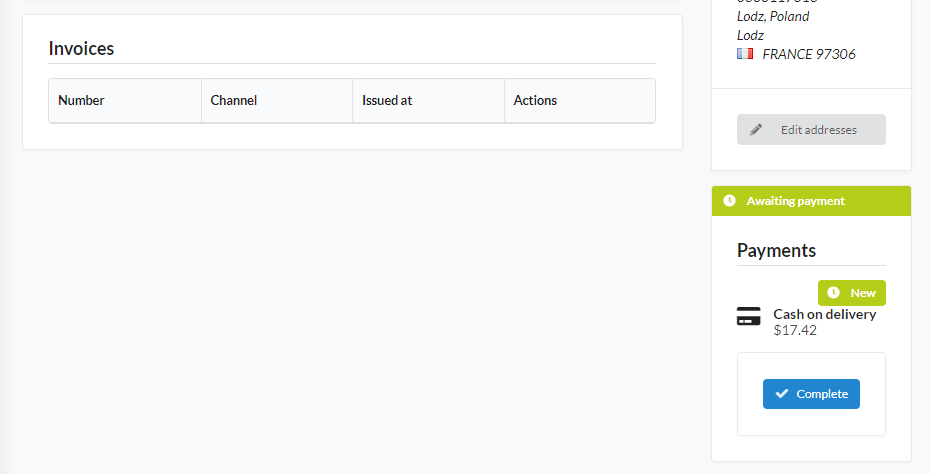 Invoices
Number Channel Issued at Actions
Lodz, Poland
Lodz
FRANCE 97306
Edit addresses
Awaiting payment
Payments
New
Cash on delivery
$17.42
Complete